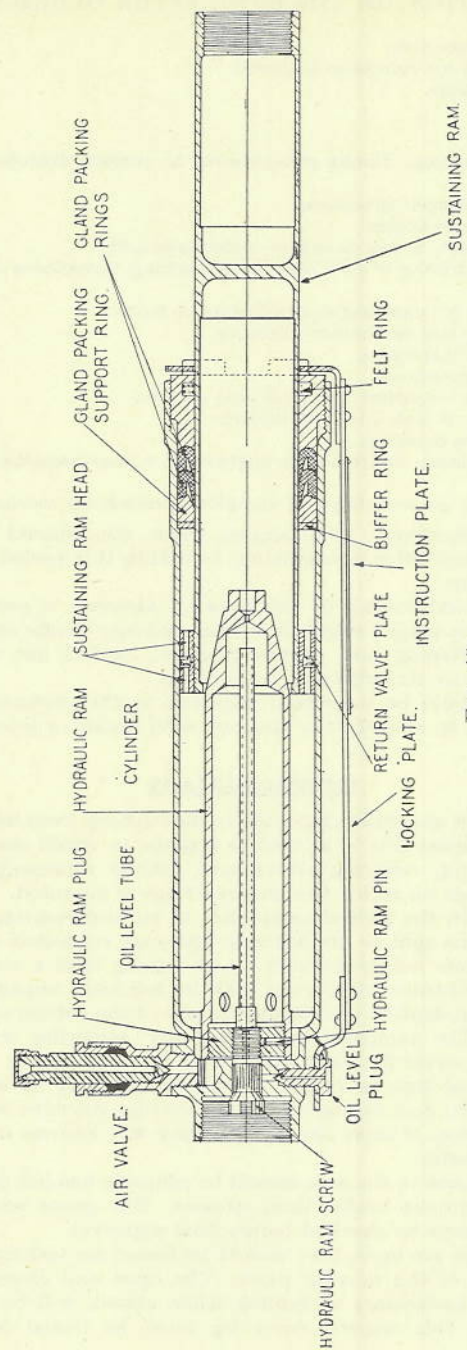 AIR VALVE.
HYDRAULIC RAM PLUG
OIL LEVEL TUBE
HYDRAULIC RAM
CYLINDER
SUSTAINING RAM HEAD
GLAND PACKING
SUPPORT RING.
GLAND PACKING
RINGS
HYDRAULIC RAM SCREW
OIL LEVEL
PLUG
HYDRAULIC RAM PIN
LOCKING PLATE.
RETURN VALVE PLATE
INSTRUCTION PLATE.
BUFFER RING
FELT RING
SUSTAINING RAM.